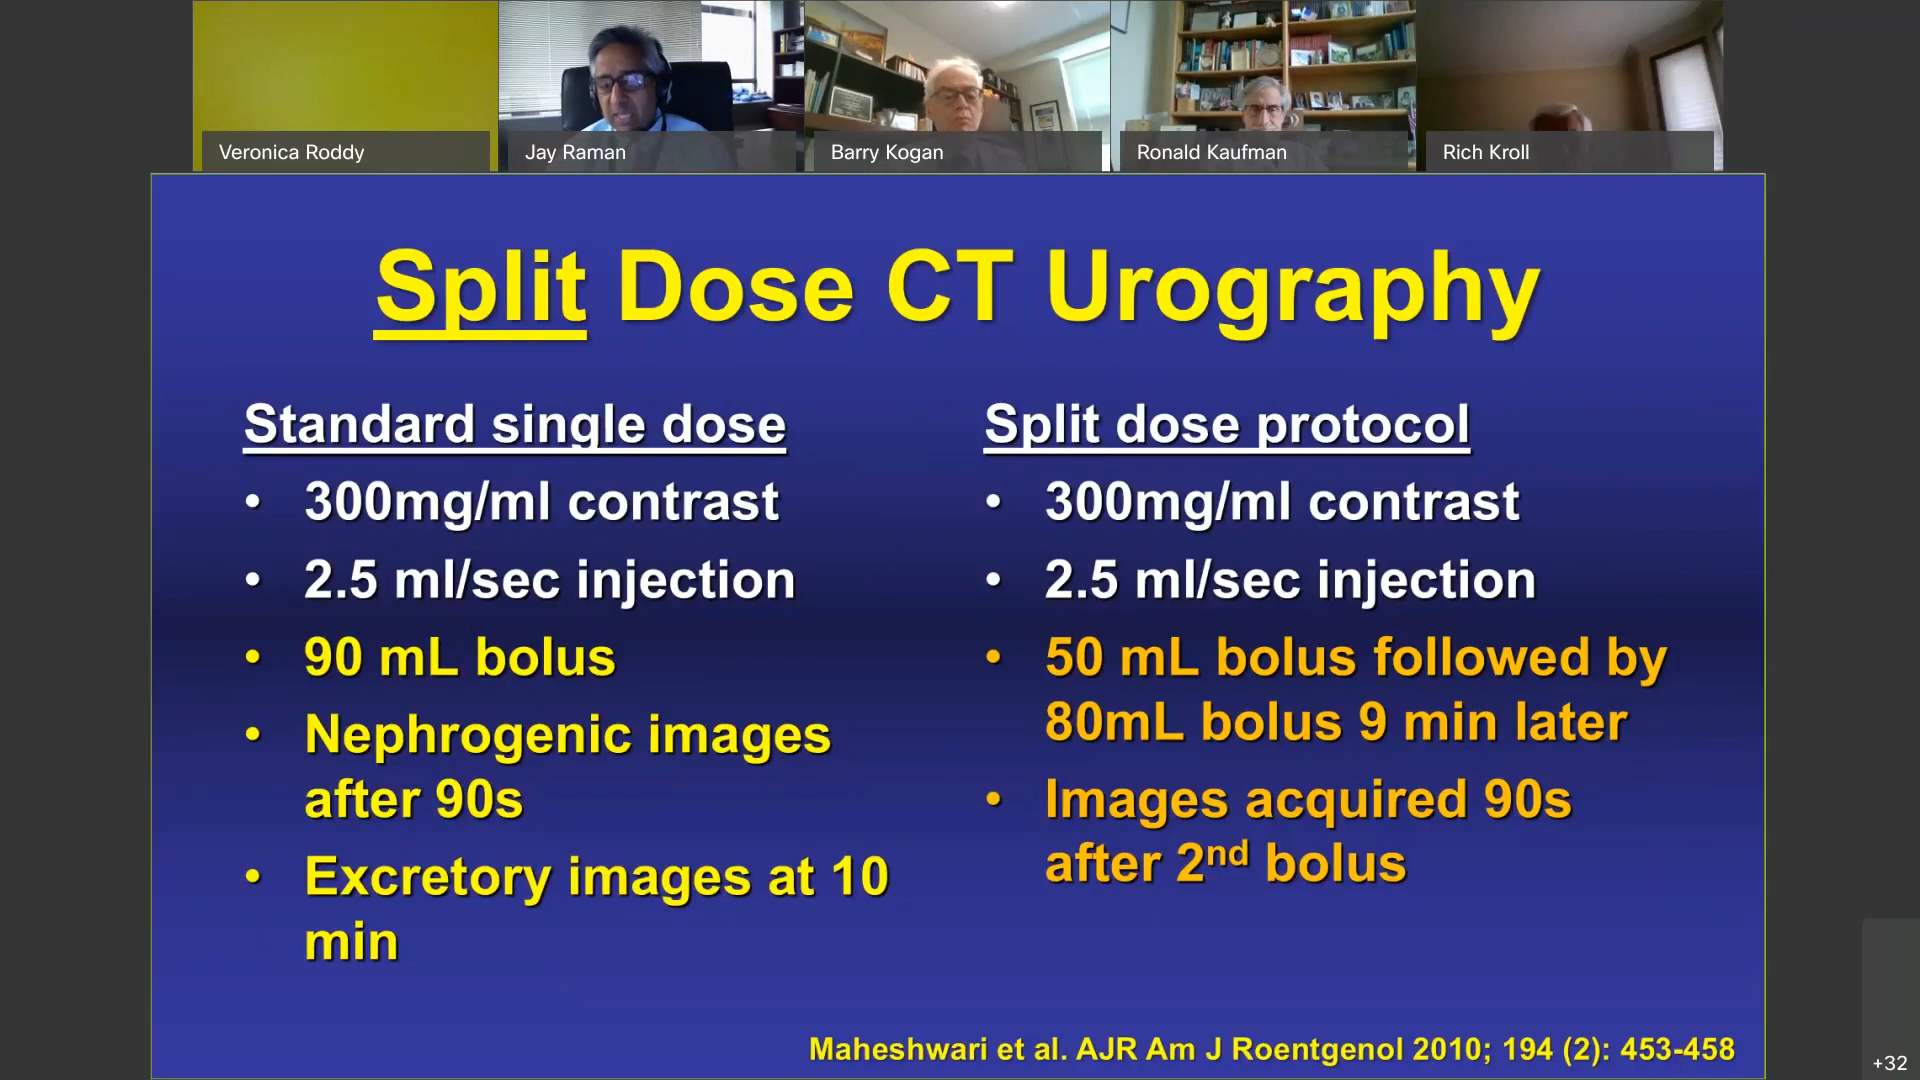 Veronica Roddy
Jay Raman
Barry Kogan
Ronald Kaufman
Rich Kroll
Split Dose CT Urography
Standard single dose
• 300mg/ml contrast
• 2.5 ml/sec injection
• 90 mL bolus
• Nephrogenic images
after 90s
• Excretory images at 10
min
Split dose protocol
• 300mg/ml contrast
• 2.5 ml/sec injection
• 50 mL bolus followed by
80mL bolus 9 min later
• Images acquired 90s
after 2nd bolus
Maheshwari et al. AJR Am J Roentgenol 2010; 194 (2): 453-458
+32